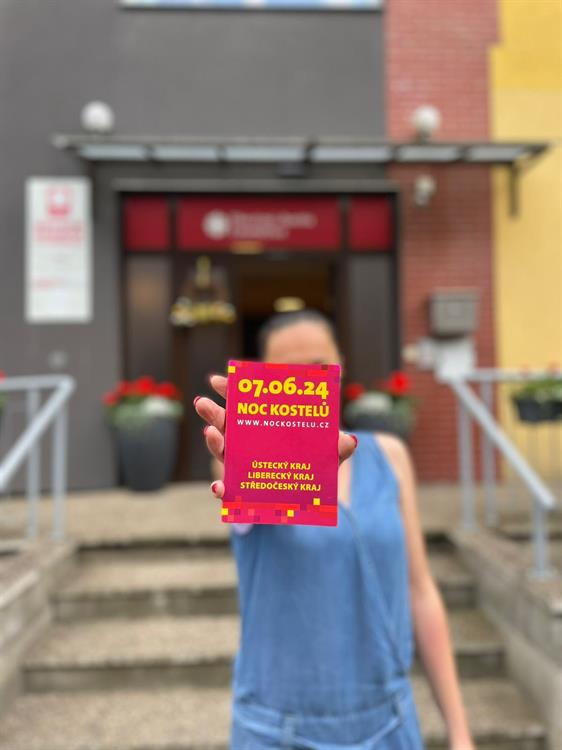 07.06.24
NOC KOSTELŮ
WWW.NOCKOSTELU.CZ
ÚSTECKÝ KRAJ
LIBERECKÝ KRAJ
STŘEDOČESKÝ KRAJ